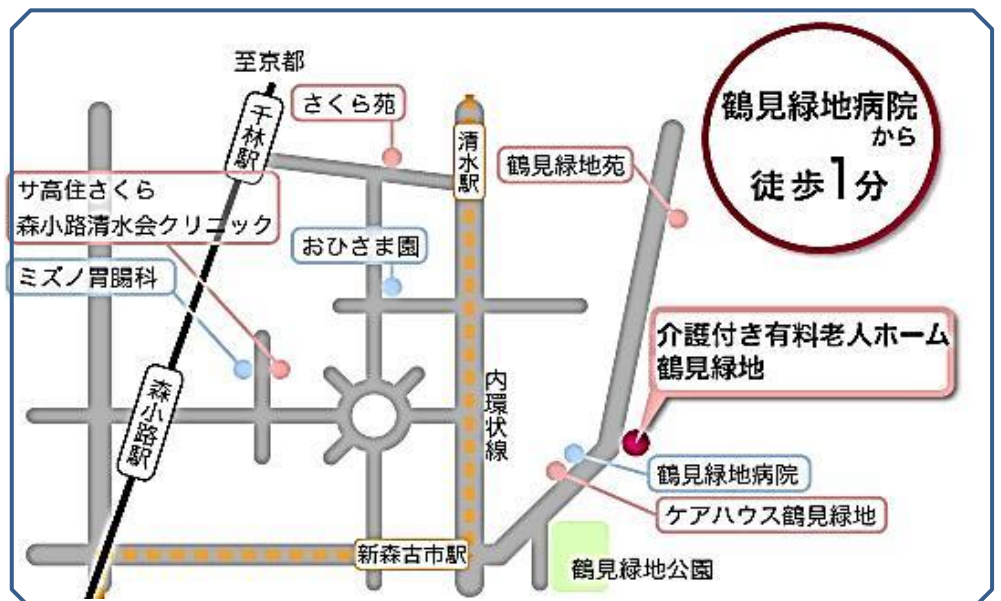 至京都
千林駅
さくら苑
清水駅
鶴見緑地苑
鶴見緑地病院
から
徒歩1分
サ高住さくら
森小路清水会クリニック
おひさま園
ミズノ胃腸科
介護付き有料老人ホーム
鶴見緑地
森小路駅
内環状線
鶴見緑地病院
ケアハウス鶴見緑地
新森古市駅
鶴見緑地公園